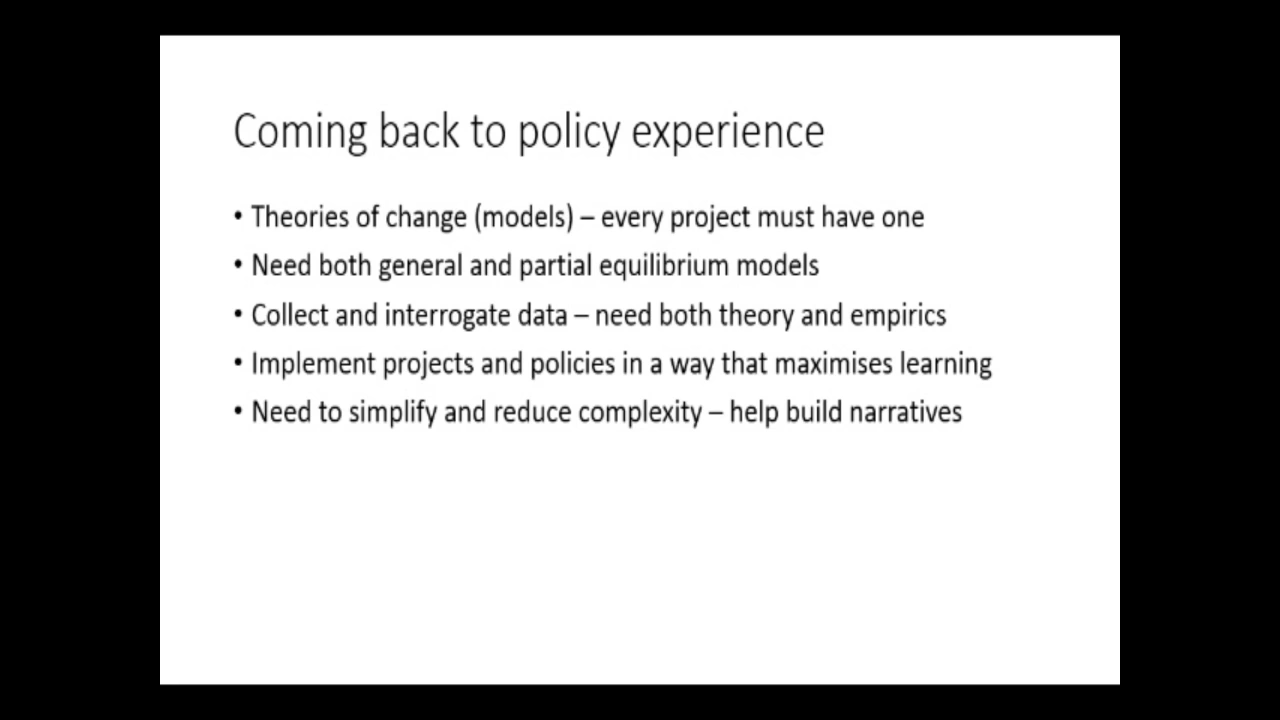 Coming back to policy experience
• Theories of change (models) – every project must have one
• Need both general and partial equilibrium models
• Collect and interrogate data – need both theory and empirics
• Implement projects and policies in a way that maximises learning
• Need to simplify and reduce complexity – help build narratives